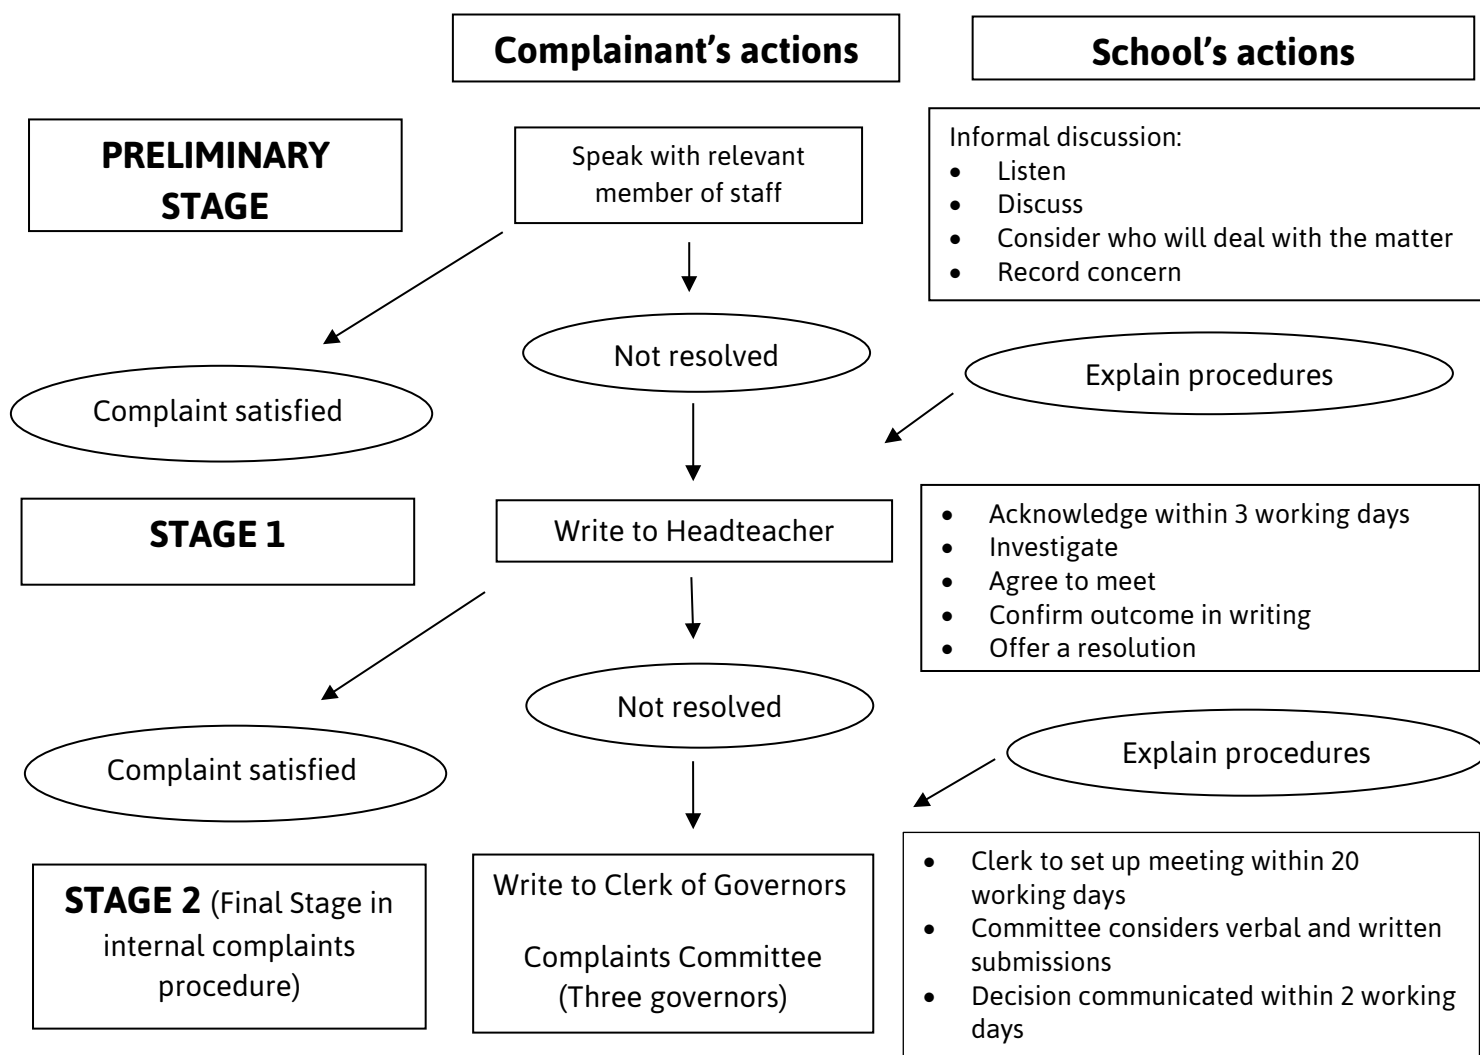 Complainant's actions
School's actions
PRELIMINARY
STAGE
Speak with relevant
member of staff
Informal discussion:
• Listen
• Discuss
• Consider who will deal with the matter
• Record concern
Not resolved
Explain procedures
Complaint satisfied
STAGE 1
Write to Headteacher
• Acknowledge within 3 working days
• Investigate
• Agree to meet
• Confirm outcome in writing
• Offer a resolution
Not resolved
Explain procedures
Complaint satisfied
STAGE 2 (Final Stage in
internal complaints
procedure)
Write to Clerk of Governors
Complaints Committee
(Three governors)
• Clerk to set up meeting within 20
working days
• Committee considers verbal and written
submissions
• Decision communicated within 2 working
days